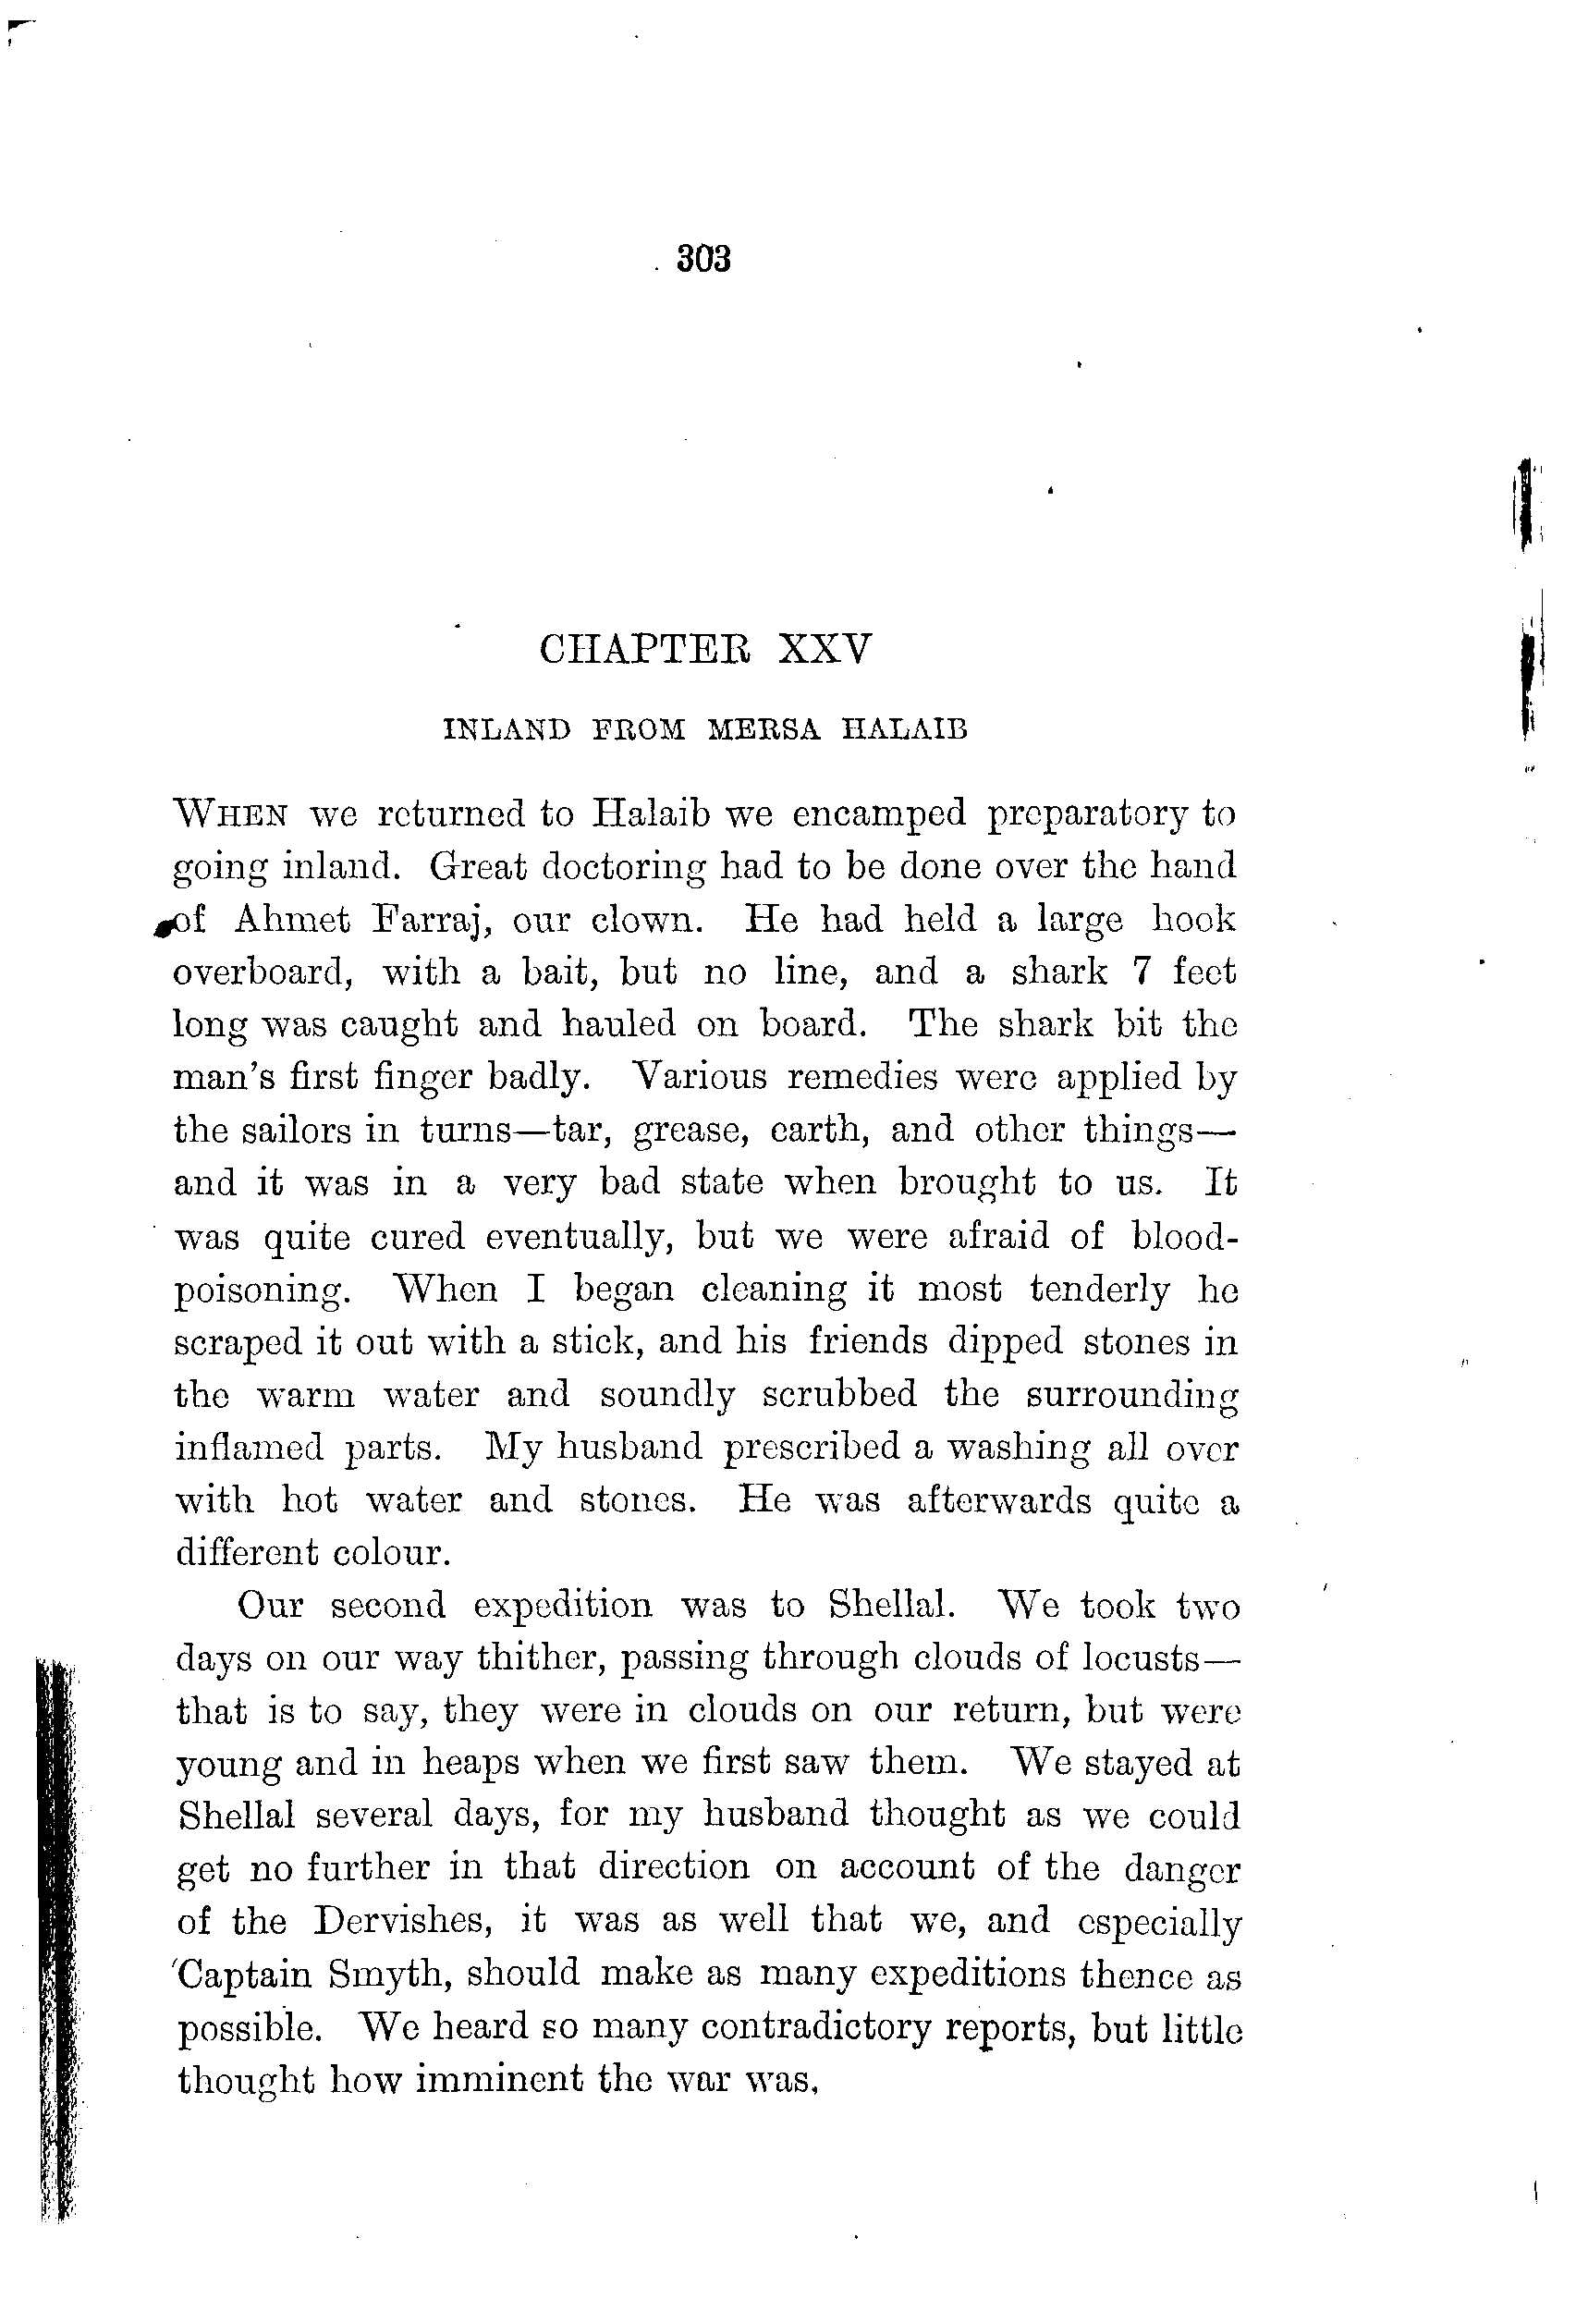 303
CHAPTER XXV
INLAND FROM MERSA HALAIB
WHEN we returned to Halaib we encamped preparatory to
going inland. Great doctoring had to be done over the hand
of Ahmet Farraj, our clown. He had held a large hook
overboard, with a bait, but no line, and a shark 7 feet
long was caught and hauled on board. The shark bit the
man's first finger badly. Various remedies were applied by
the sailors in turns—tar, grease, earth, and other things—
and it was in a very bad state when brought to us. It
was quite cured eventually, but we were afraid of blood-
poisoning. When I began cleaning it most tenderly he
scraped it out with a stick, and his friends dipped stones in
the warm water and soundly scrubbed the surrounding
inflamed parts. My husband prescribed a washing all over
with hot water and stones. He was afterwards quite a
different colour.
Our second expedition was to Shellal. We took two
days on our way thither, passing through clouds of locusts—
that is to say, they were in clouds on our return, but were
young and in heaps when we first saw them. We stayed at
Shellal several days, for my husband thought as we could
get no further in that direction on account of the danger
of the Dervishes, it was as well that we, and especially
Captain Smyth, should make as many expeditions thence as
possible. We heard so many contradictory reports, but little
thought how imminent the war was.